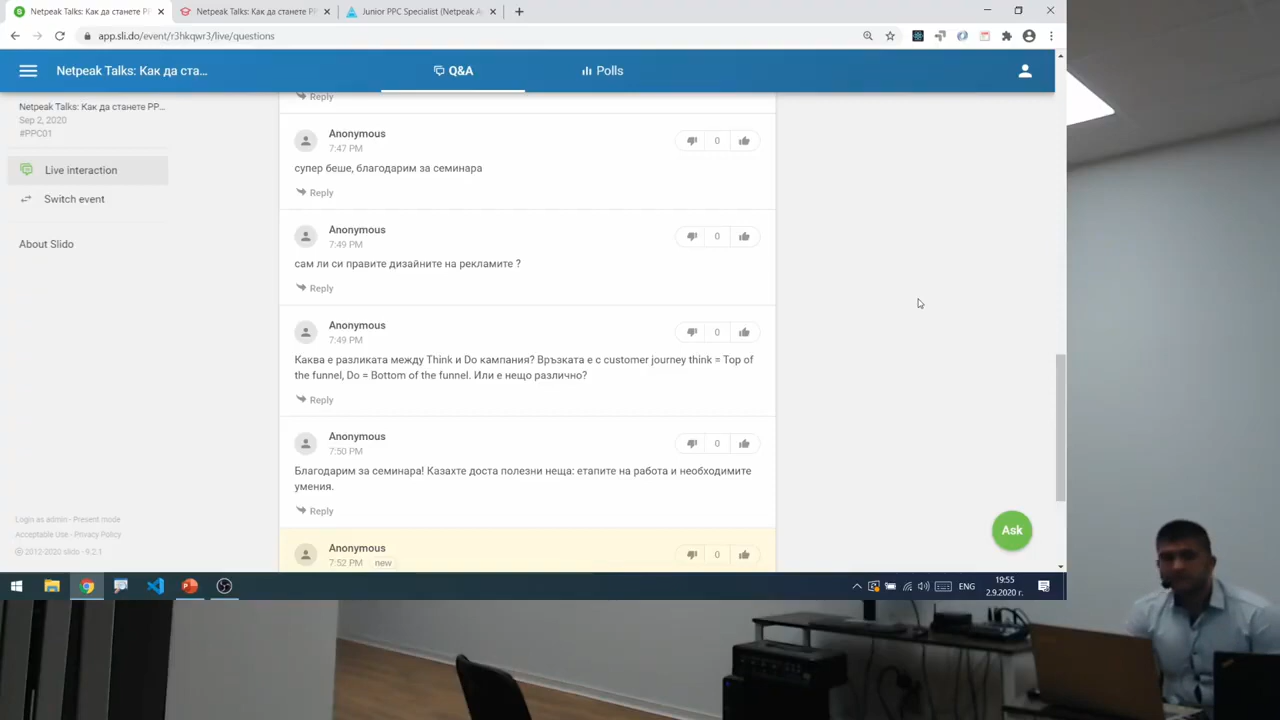 Netpeak Talks: Как да станете PP
Netpeak Talks: Как да станете PP
Junior PPC Specialist (Netpeak A
app.sli.do/event/r3hkqwr3/live/questions
Netpeak Talks: Как да ста...
Q&A
Polls
Netpeak Talks: Как да станете PP...
Sep 2, 2020
#PPC01
Live interaction
Switch event
About Slido
Login as admin - Present mode
Acceptable Use - Privacy Policy
© 2012-2020 slido - 9.2.1
Reply
Anonymous
7:47 PM
0
супер беше, благодарим за семинара
Reply
Anonymous
7:49 PM
0
сам ли си правите дизайните на рекламите ?
Reply
Anonymous
7:49 PM
0
Каква е разликата между Think и Do кампания? Връзката е с customer journey think = Top of
the funnel, Do = Bottom of the funnel. Или е нещо различно?
Reply
Anonymous
7:50 PM
0
Благодарим за семинара! Казахте доста полезни неща: етапите на работа и необходимите
умения.
Reply
Anonymous
7:52 PM new
0
Ask
ЕНГ
19:55
2.9.2020 г.